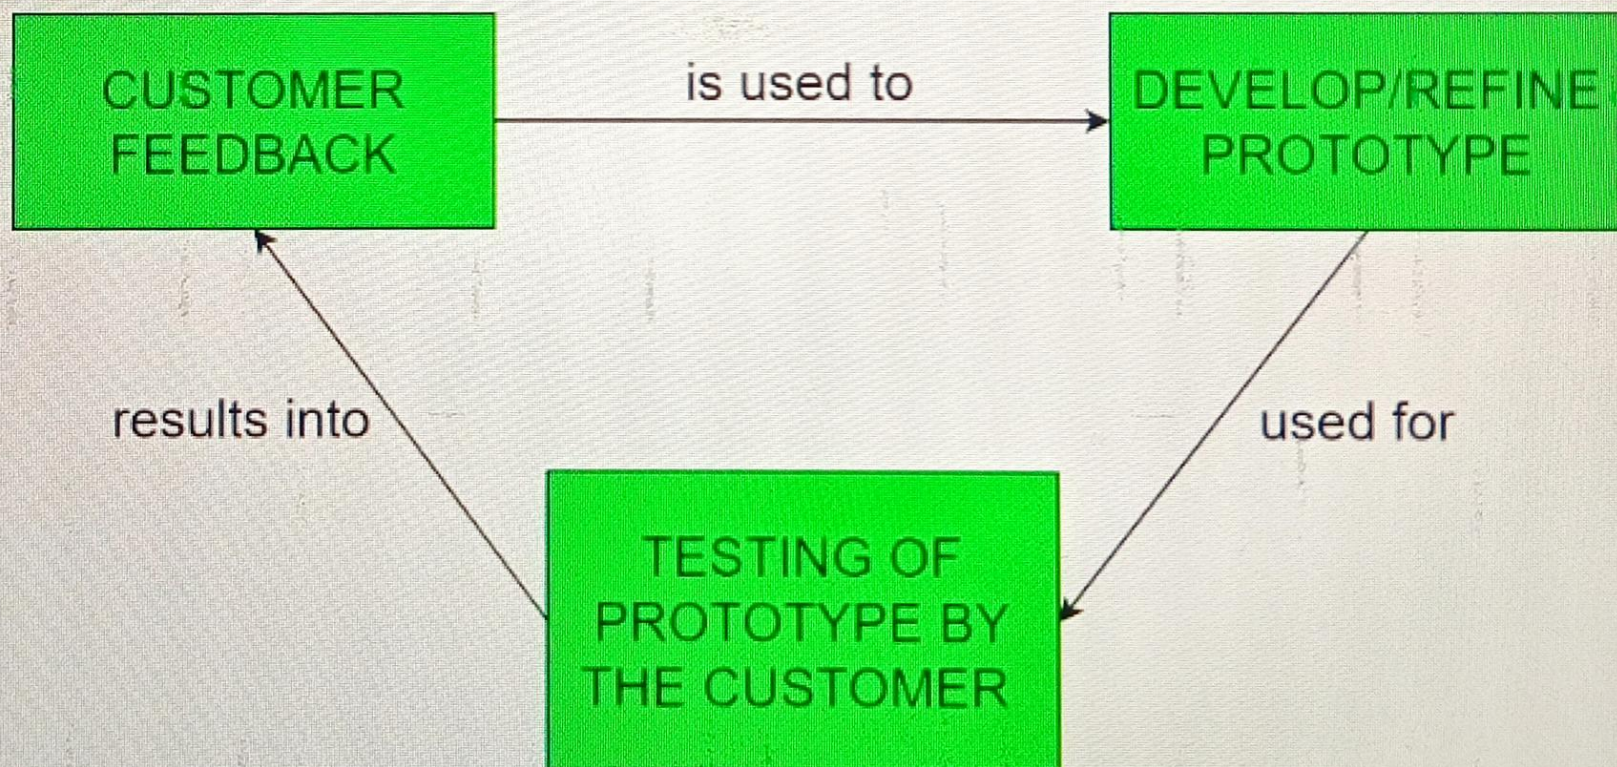 CUSTOMER
FEEDBACK
is used to
DEVELOP/REFINE
PROTOTYPE
results into
used for
TESTING OF
PROTOTYPE BY
THE CUSTOMER